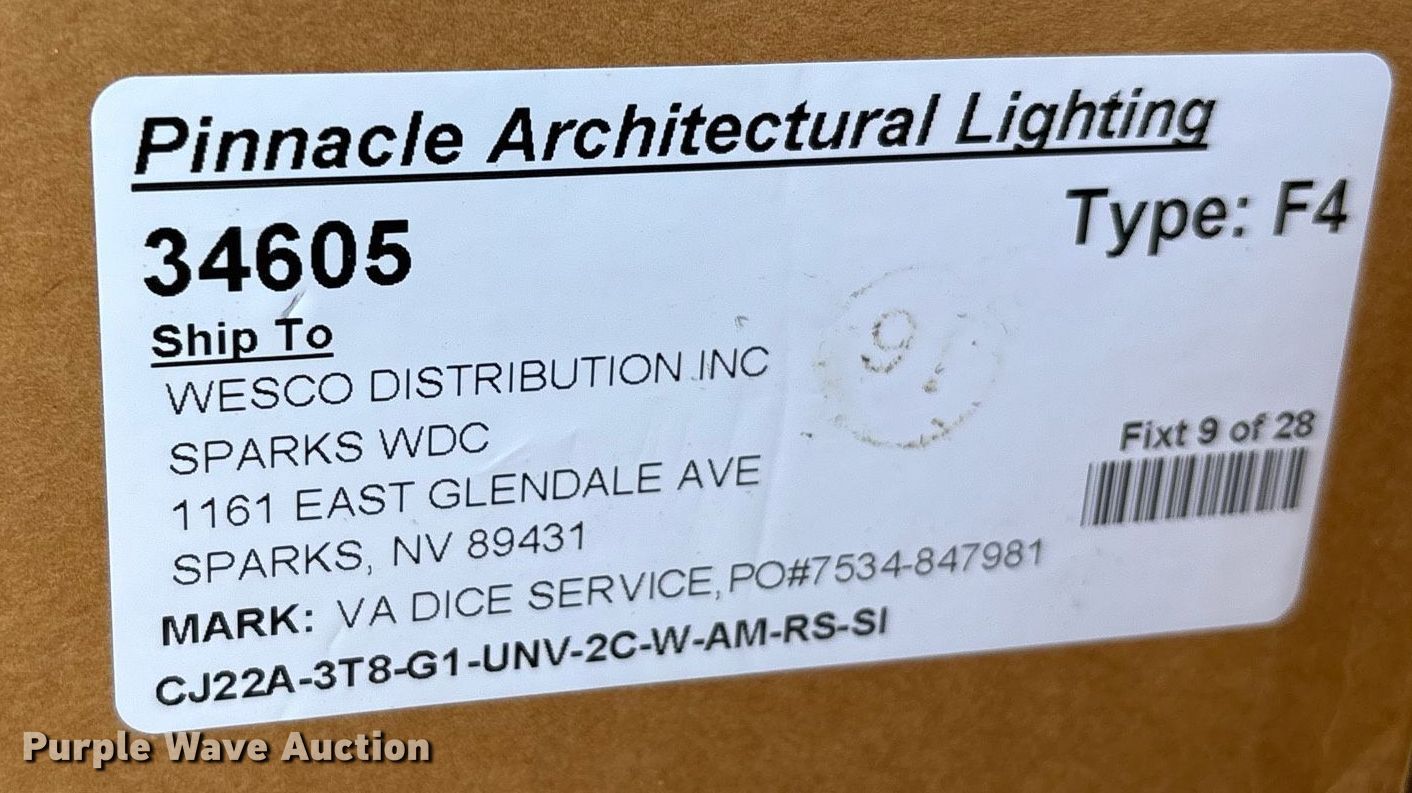 Pinnacle Architectural Lighting
34605
Type: F4
Ship To
WESCO DISTRIBUTION INC
SPARKS WDC
1161 EAST GLENDALE AVE
SPARKS, NV 89431
MARK: VA DICE SERVICE, PO#7534-847981
CJ22A-3T8-G1-UNV-2C-W-AM-RS-SI
Fixt 9 of 28
Purple Wave Auction